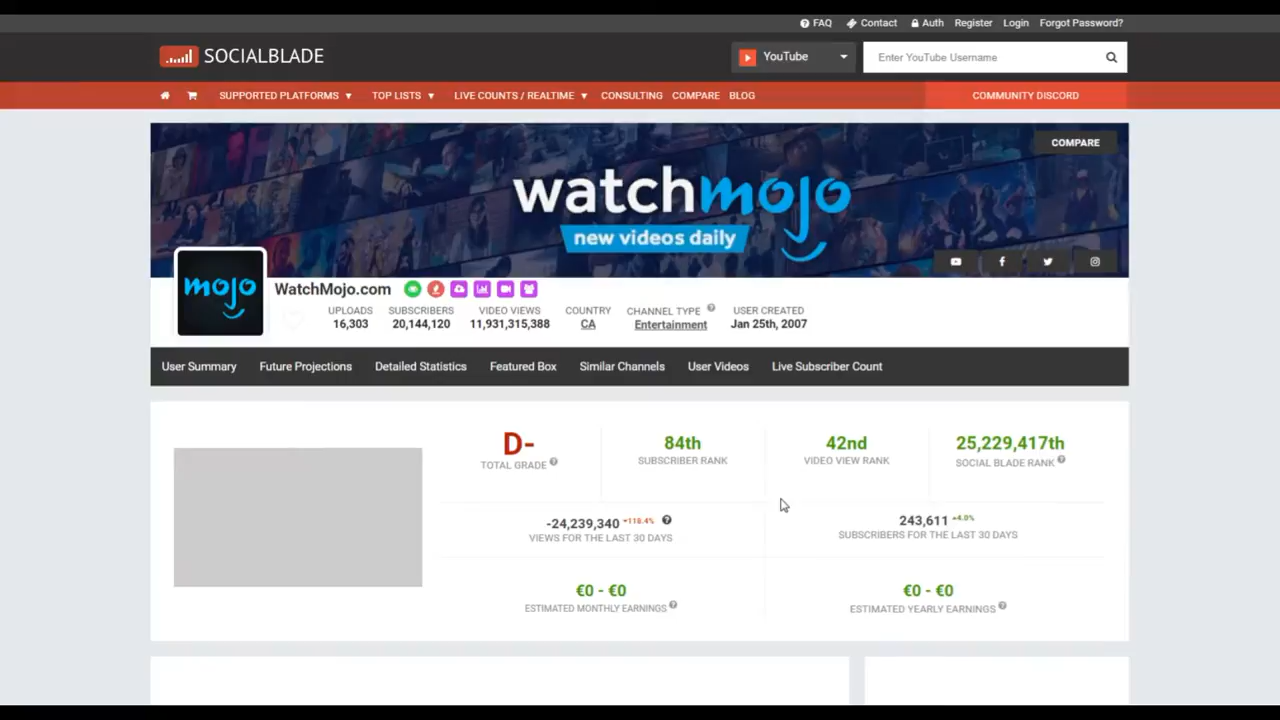 FAQ Contact Auth Register Login Forgot Password?
SOCIALBLADE YouTube Enter YouTube Username
SUPPORTED PLATFORMS TOP LISTS LIVE COUNTS / REALTIME CONSULTING COMPARE BLOG COMMUNITY DISCORD
COMPARE
watchmojo
new videos daily
mojo
WatchMojo.com
UPLOADS SUBSCRIBERS VIDEO VIEWS COUNTRY CHANNEL TYPE USER CREATED
16,303 20,144,120 11,931,315,388 CA Entertainment Jan 25th, 2007
User Summary Future Projections Detailed Statistics Featured Box Similar Channels User Videos Live Subscriber Count
D- 84th 42nd 25,229,417th
TOTAL GRADE SUBSCRIBER RANK VIDEO VIEW RANK SOCIAL BLADE RANK
-24,239,340 +118.4% 243,611 +4.0%
VIEWS FOR THE LAST 30 DAYS SUBSCRIBERS FOR THE LAST 30 DAYS
€0 - €0 €0 - €0
ESTIMATED MONTHLY EARNINGS ESTIMATED YEARLY EARNINGS